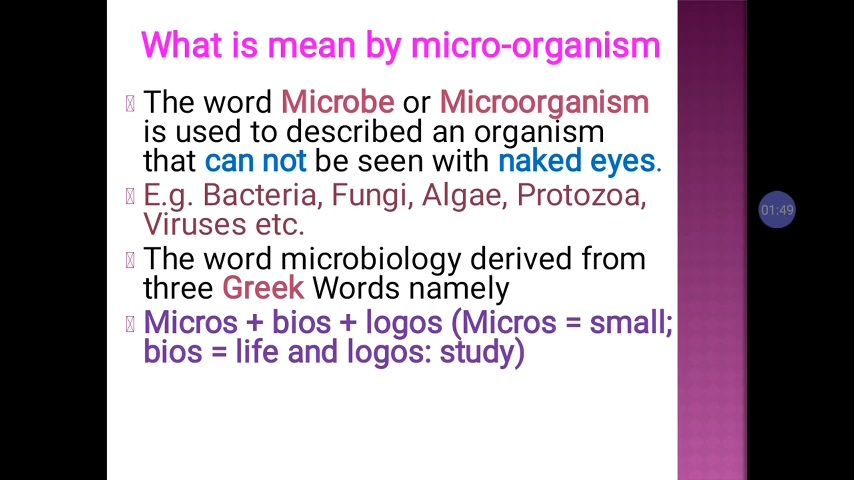 What is mean by micro-organism
The word Microbe or Microorganism
is used to described an organism
that can not be seen with naked eyes.
E.g. Bacteria, Fungi, Algae, Protozoa,
Viruses etc.
The word microbiology derived from
three Greek Words namely
Micros + bios + logos (Micros = small;
bios = life and logos: study)
01:49